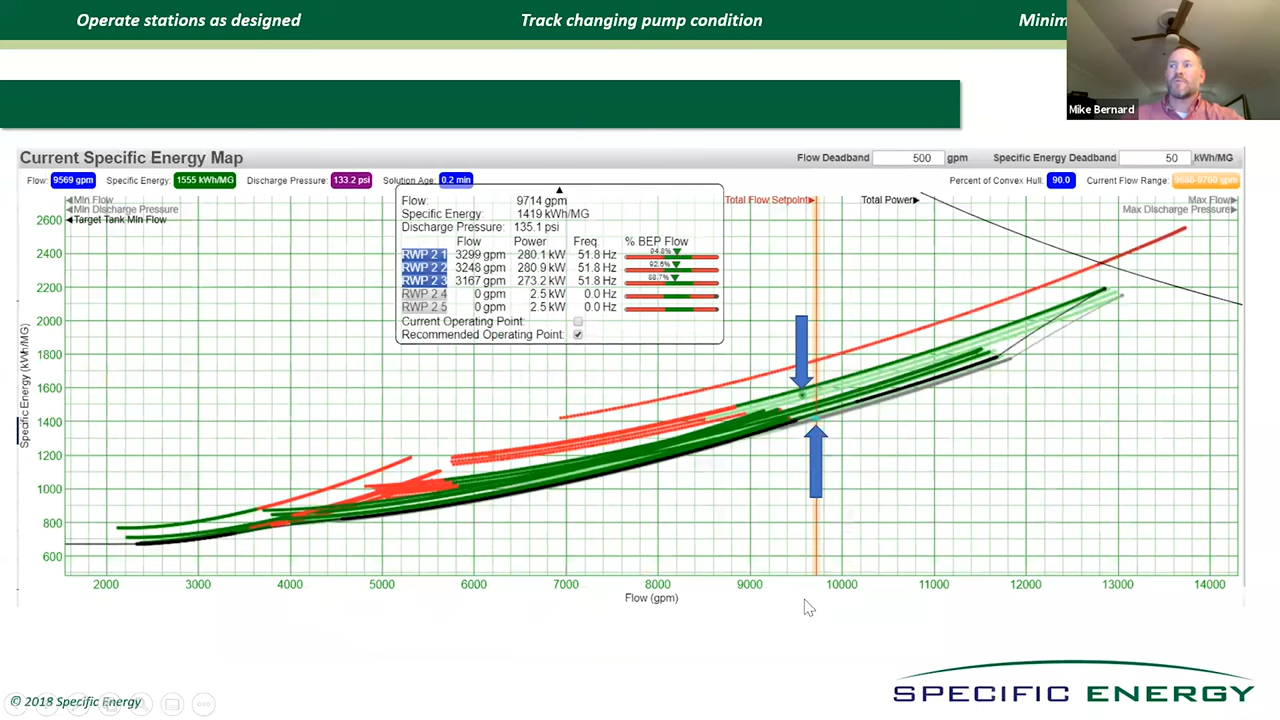 Operate stations as designed Track changing pump condition Minim
Mike Bernard
Current Specific Energy Map Flow Deadband 500 gpm Specific Energy Deadband 50 kWh/MG
Flow: 9569 gpm Specific Energy: 1555 kWh/MG Discharge Pressure: 133.2 psi Solution Age: 0.2 min Percent of Convex Hull: 90.0 Current Flow Range: 9680-9760 gpm
◀Min Flow
◀Min Discharge Pressure
◀Target Tank Min Flow
Total Flow Setpoint▶ Total Power▶ Max Flow▶
Max Discharge Pressure▶
Flow: 9714 gpm
Specific Energy: 1419 kWh/MG
Discharge Pressure: 135.1 psi
Flow Power Freq. % BEP Flow
RWP 2 1 3299 gpm 280.1 kW 51.8 Hz 94.8%
RWP 2 2 3248 gpm 280.9 kW 51.8 Hz 92.6%
RWP 2 3 3167 gpm 273.2 kW 51.8 Hz 88.7%
RWP 2 4 0 gpm 2.5 kW 0.0 Hz
RWP 2 5 0 gpm 2.5 kW 0.0 Hz
Current Operating Point:
Recommended Operating Point:
Specific Energy (kWh/MG)
2600
2400
2200
2000
1800
1600
1400
1200
1000
800
600
2000 3000 4000 5000 6000 7000 8000 9000 10000 11000 12000 13000 14000
Flow (gpm)
© 2018 Specific Energy
SPECIFIC ENERGY